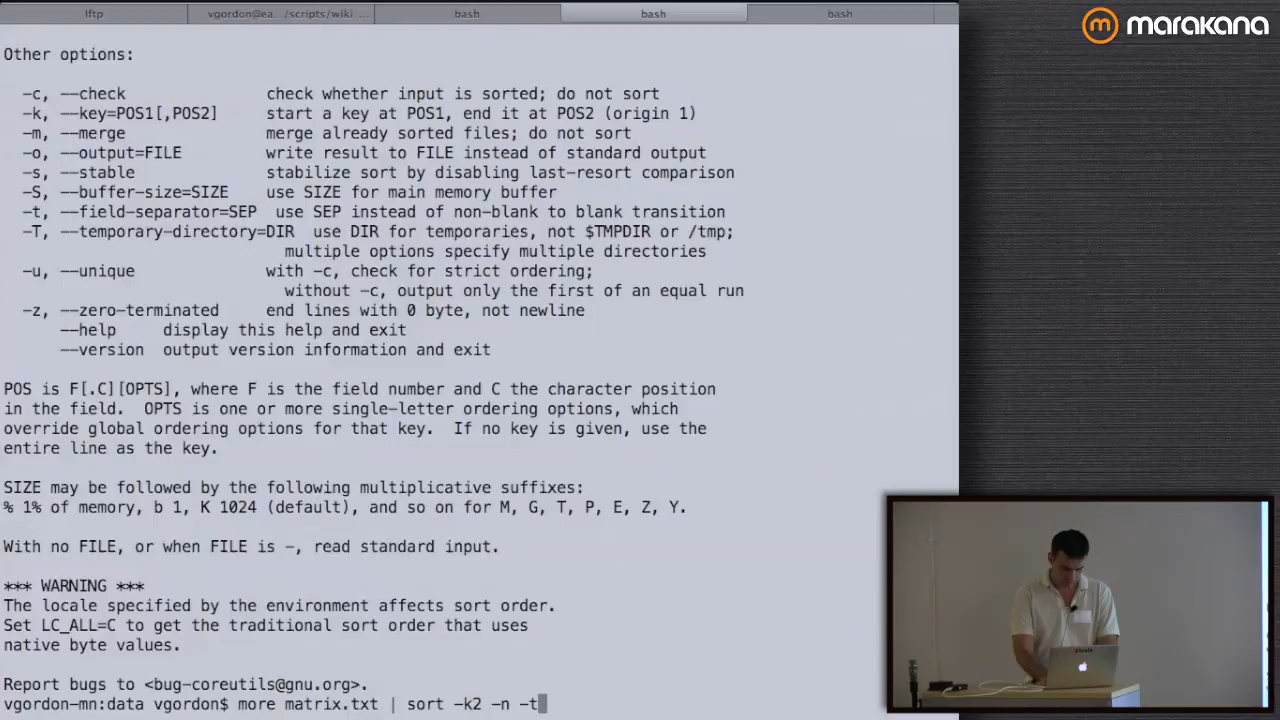 lftp
vgordon@ea.../scripts/wiki ...
bash
bash
bash
marakana
Other options:
-c, --check check whether input is sorted; do not sort
-k, --key=POS1[,POS2] start a key at POS1, end it at POS2 (origin 1)
-m, --merge merge already sorted files; do not sort
-o, --output=FILE write result to FILE instead of standard output
-s, --stable stabilize sort by disabling last-resort comparison
-S, --buffer-size=SIZE use SIZE for main memory buffer
-t, --field-separator=SEP use SEP instead of non-blank to blank transition
-T, --temporary-directory=DIR use DIR for temporaries, not $TMPDIR or /tmp;
multiple options specify multiple directories
-u, --unique with -c, check for strict ordering;
without -c, output only the first of an equal run
-z, --zero-terminated end lines with 0 byte, not newline
--help display this help and exit
--version output version information and exit
POS is F[.C][OPTS], where F is the field number and C the character position
in the field. OPTS is one or more single-letter ordering options, which
override global ordering options for that key. If no key is given, use the
entire line as the key.
SIZE may be followed by the following multiplicative suffixes:
% 1% of memory, b 1, K 1024 (default), and so on for M, G, T, P, E, Z, Y.
With no FILE, or when FILE is -, read standard input.
*** WARNING ***
The locale specified by the environment affects sort order.
Set LC_ALL=C to get the traditional sort order that uses
native byte values.
Report bugs to <bug-coreutils@gnu.org>.
vgordon-mn:data vgordon$ more matrix.txt | sort -k2 -n -t